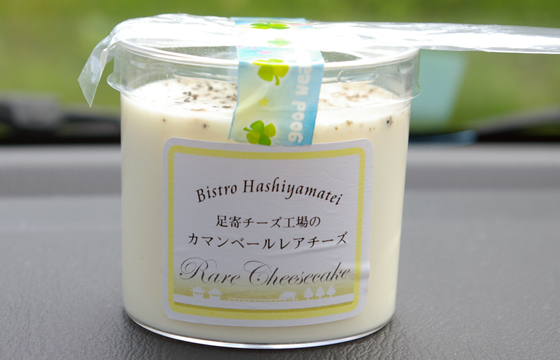 Bistro Hashiyamatei
足寄チーズ工場の
カマンベールレアチーズ
Rare Cheesecake